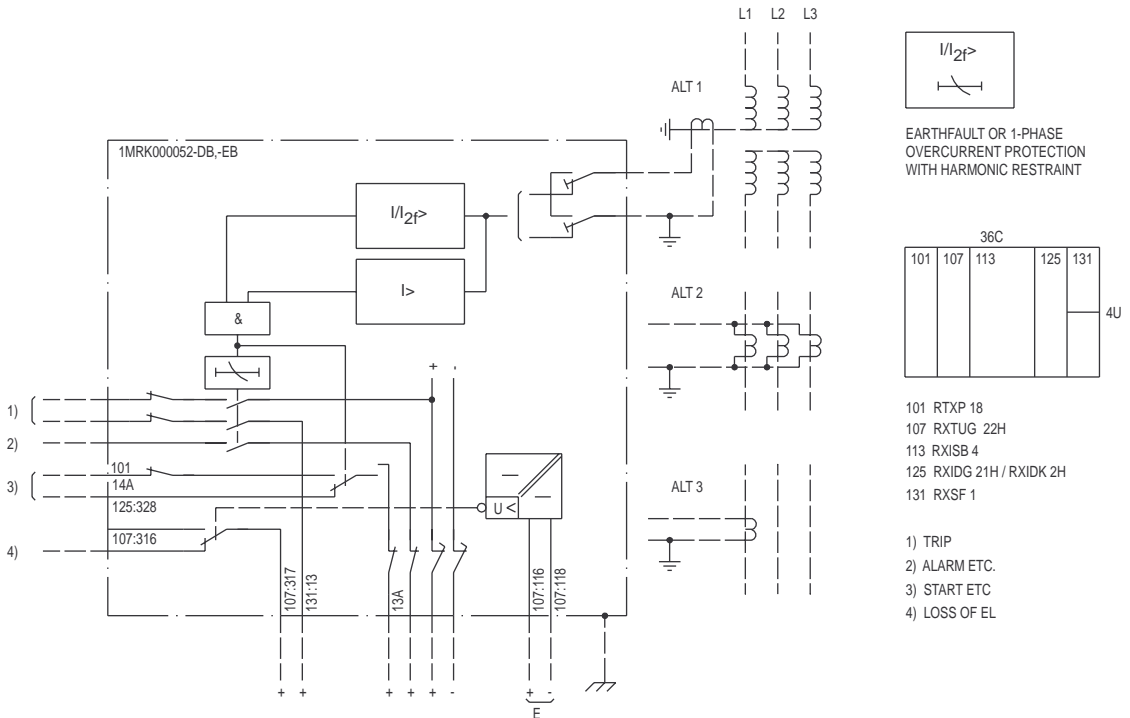 L1 L2 L3
ALT 1
I/I2f>
EARTHFAULT OR 1-PHASE
OVERCURRENT PROTECTION
WITH HARMONIC RESTRAINT
1MRK000052-DB,-EB
I/I2f>
I>
&
ALT 2
36C
101 107 113 125 131
4U
+ -
1)
2)
3)
4)
101
14A
125:328
107:316
U <
ALT 3
101 RTXP 18
107 RXTUG 22H
113 RXISB 4
125 RXIDG 21H / RXIDK 2H
131 RXSF 1
1) TRIP
2) ALARM ETC.
3) START ETC
4) LOSS OF EL
107:317
131:13
13A
107:116
107:118
+ + + + + - + -
E